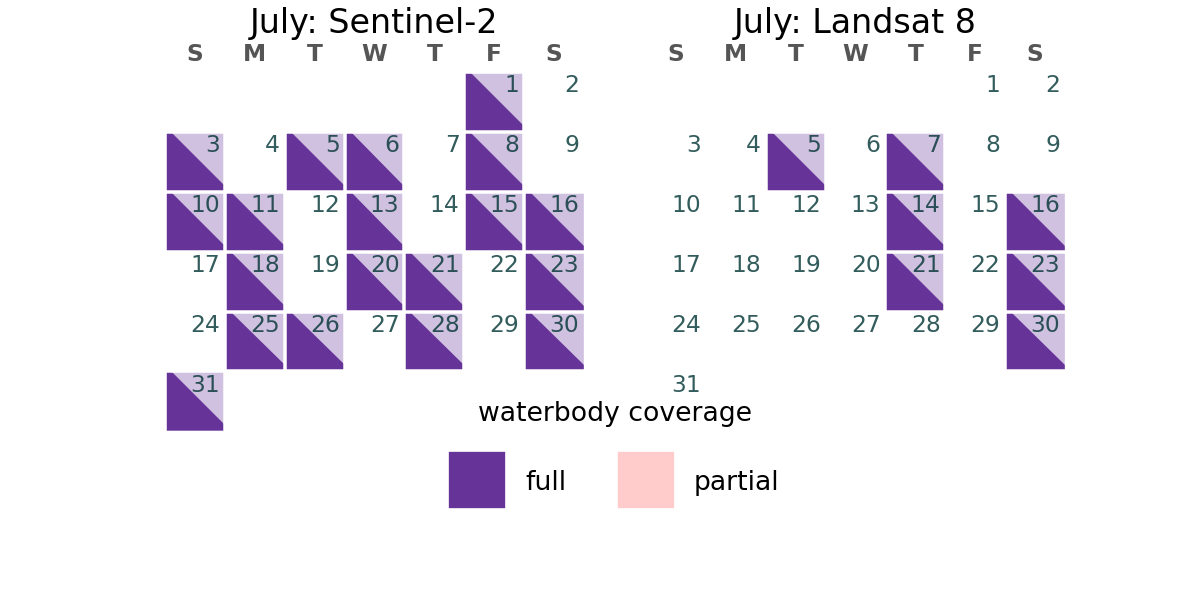 July: Sentinel-2
S M T W T F S
1 2
3 4 5 6 7 8 9
10 11 12 13 14 15 16
17 18 19 20 21 22 23
24 25 26 27 28 29 30
31
July: Landsat 8
S M T W T F S
1 2
3 4 5 6 7 8 9
10 11 12 13 14 15 16
17 18 19 20 21 22 23
24 25 26 27 28 29 30
31
waterbody coverage
full
partial